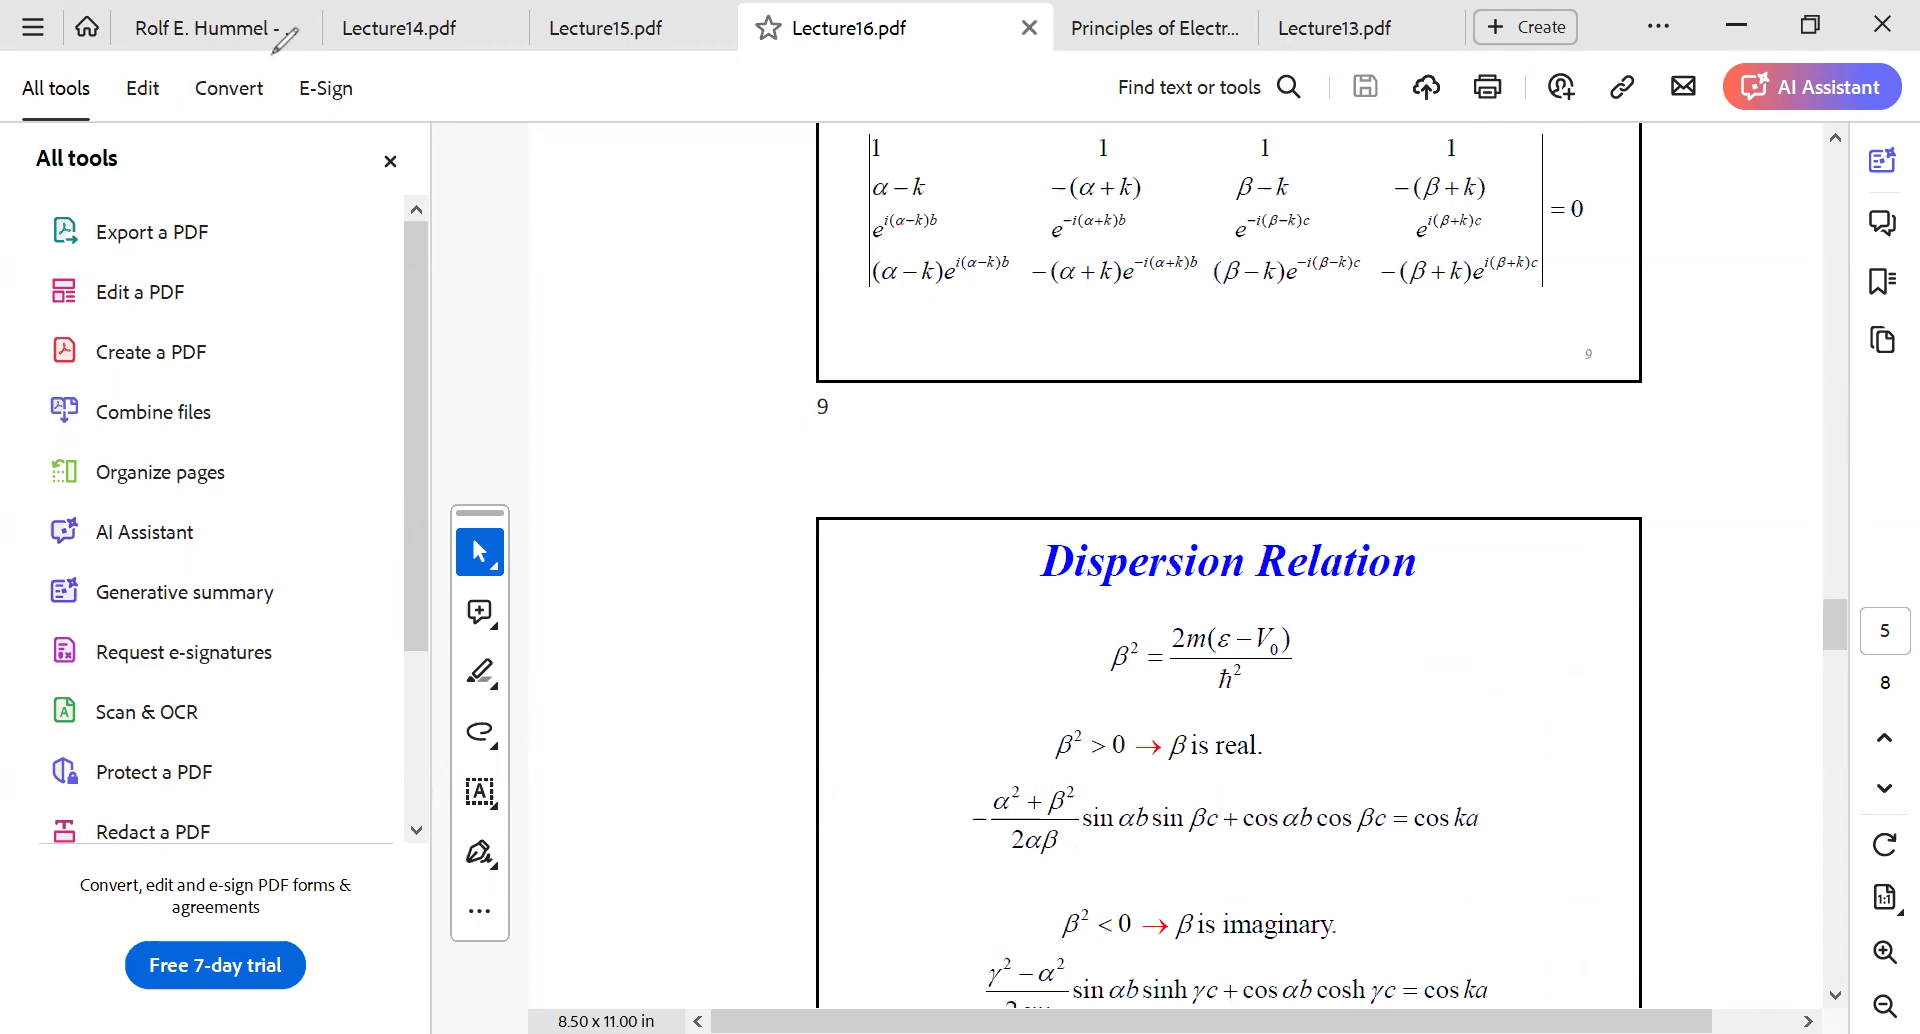 Rolf E. Hummel - ..
Lecture14.pdf
Lecture15.pdf
Lecture16.pdf
Principles of Electr...
Lecture13.pdf
+ Create
All tools
Edit
Convert
E-Sign
Find text or tools
AI Assistant
All tools
Export a PDF
Edit a PDF
Create a PDF
Combine files
Organize pages
AI Assistant
Generative summary
Request e-signatures
Scan & OCR
Protect a PDF
Redact a PDF
Convert, edit and e-sign PDF forms &
agreements
Free 7-day trial
|1 1 1 1|
|α − k −(α + k) β − k −(β + k)| = 0
|e^{i(α−k)b} e^{−i(α+k)b} e^{−i(β−k)c} e^{i(β+k)c}|
|(α − k)e^{i(α−k)b} −(α + k)e^{−i(α+k)b} (β − k)e^{−i(β−k)c} −(β + k)e^{i(β+k)c}|
9
9
Dispersion Relation
β² = 2m(ε − V₀) / ħ²
β² > 0 → β is real.
− (α² + β²) / 2αβ sin αb sin βc + cos αb cos βc = cos ka
β² < 0 → β is imaginary.
γ² − α² sin αb sinh γc + cos αb cosh γc = cos ka
8.50 x 11.00 in
5
8
1:1